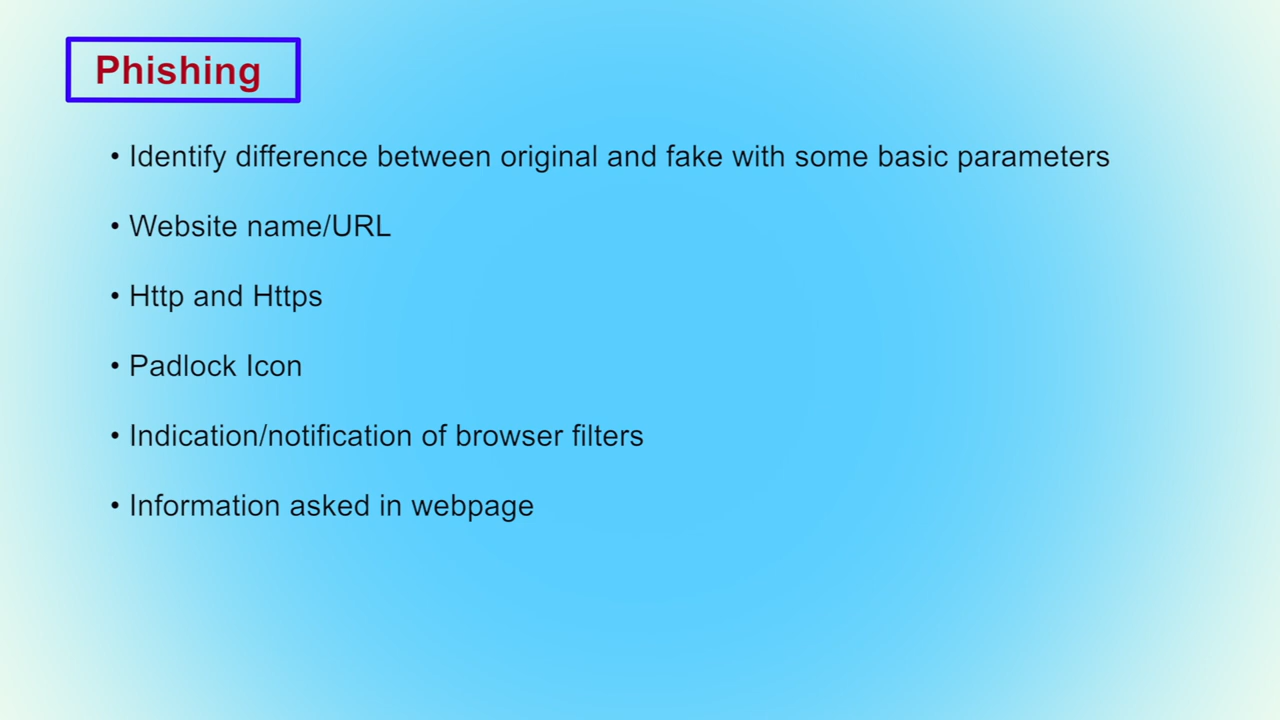 Phishing
• Identify difference between original and fake with some basic parameters
• Website name/URL
• Http and Https
• Padlock Icon
• Indication/notification of browser filters
• Information asked in webpage